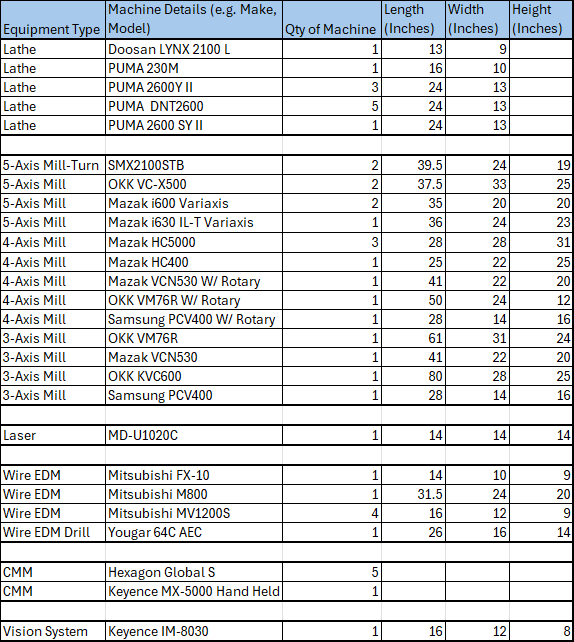 Equipment Type Machine Details (e.g. Make, Model) Qty of Machine Length (Inches) Width (Inches) Height (Inches)
Lathe Doosan LYNX 2100 L 1 13 9
Lathe PUMA 230M 1 16 10
Lathe PUMA 2600Y II 3 24 13
Lathe PUMA  DNT2600 5 24 13
Lathe PUMA 2600 SY II 1 24 13
5-Axis Mill-Turn SMX2100STB 2 39.5 24 19
5-Axis Mill OKK VC-X500 2 37.5 33 25
5-Axis Mill Mazak i600 Variaxis 2 35 20 20
5-Axis Mill Mazak i630 IL-T Variaxis 1 36 24 23
4-Axis Mill Mazak HC5000 3 28 28 31
4-Axis Mill Mazak HC400 1 25 22 25
4-Axis Mill Mazak VCN530 W/ Rotary 1 41 22 20
4-Axis Mill OKK VM76R W/ Rotary 1 50 24 12
4-Axis Mill Samsung PCV400 W/ Rotary 1 28 14 16
3-Axis Mill OKK VM76R 1 61 31 24
3-Axis Mill Mazak VCN530 1 41 22 20
3-Axis Mill OKK KVC600 1 80 28 25
3-Axis Mill Samsung PCV400 1 28 14 16
Laser MD-U1020C 1 14 14 14
Wire EDM Mitsubishi FX-10 1 14 10 9
Wire EDM Mitsubishi M800 1 31.5 24 20
Wire EDM Mitsubishi MV1200S 4 16 12 9
Wire EDM Drill Yougar 64C AEC 1 26 16 14
CMM Hexagon Global S 5
CMM Keyence MX-5000 Hand Held 1
Vision System Keyence IM-8030 1 16 12 8